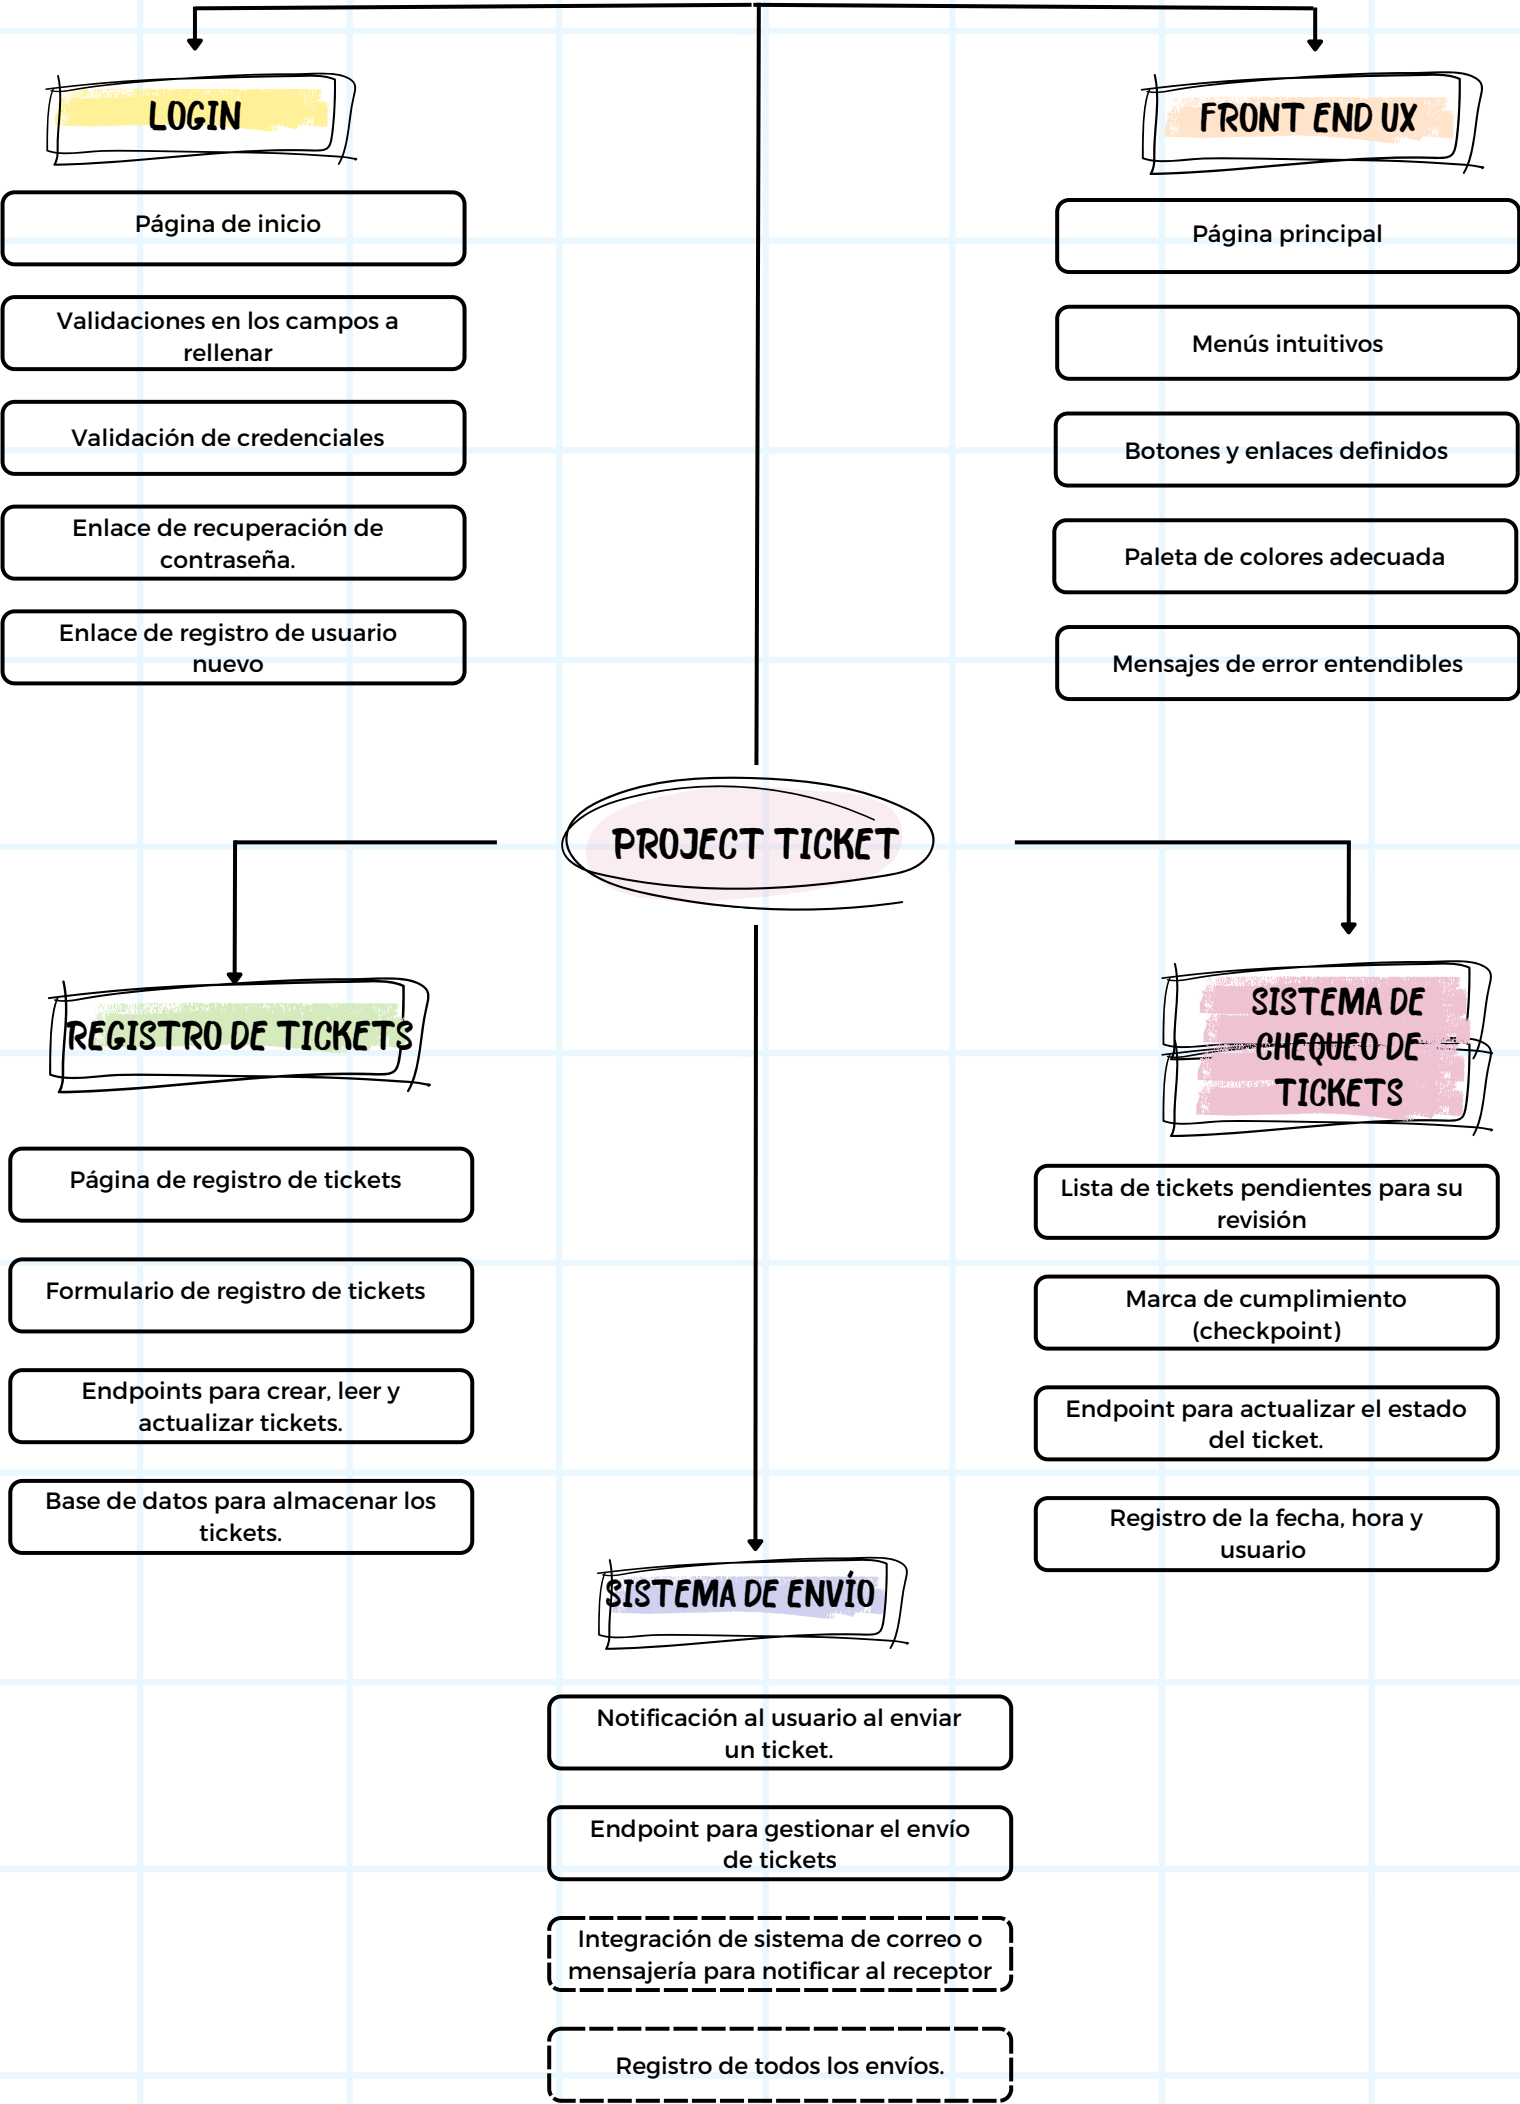 LOGIN
Página de inicio
Validaciones en los campos a
rellenar
Validación de credenciales
Enlace de recuperación de
contraseña.
Enlace de registro de usuario
nuevo
FRONT END UX
Página principal
Menús intuitivos
Botones y enlaces definidos
Paleta de colores adecuada
Mensajes de error entendibles
PROJECT TICKET
REGISTRO DE TICKETS
Página de registro de tickets
Formulario de registro de tickets
Endpoints para crear, leer y
actualizar tickets.
Base de datos para almacenar los
tickets.
SISTEMA DE
CHEQUEO DE
TICKETS
Lista de tickets pendientes para su
revisión
Marca de cumplimiento
(checkpoint)
Endpoint para actualizar el estado
del ticket.
Registro de la fecha, hora y
usuario
SISTEMA DE ENVÍO
Notificación al usuario al enviar
un ticket.
Endpoint para gestionar el envío
de tickets
Integración de sistema de correo o
mensajería para notificar al receptor
Registro de todos los envíos.